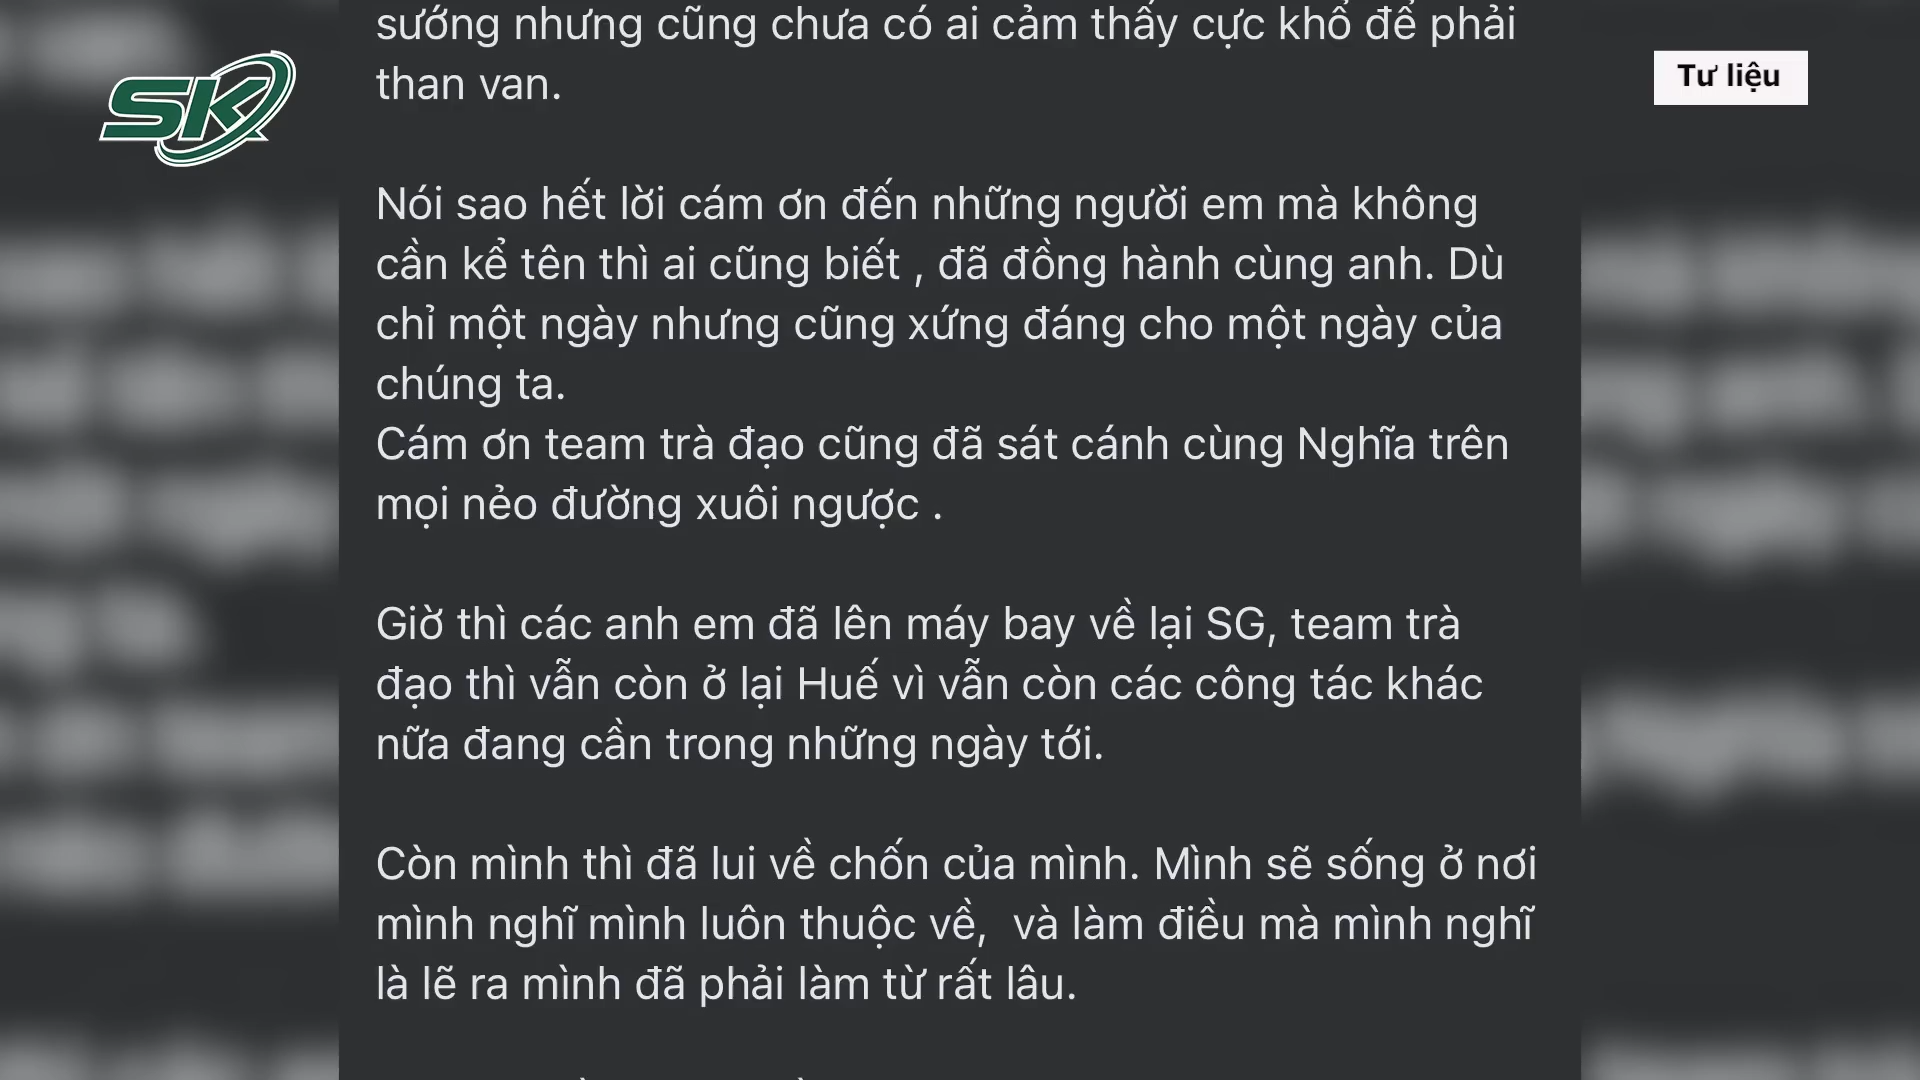 sướng nhưng cũng chưa có ai cảm thấy cực khổ để phải
than van.
SK
Tư liệu
Nói sao hết lời cám ơn đến những người em mà không
cần kể tên thì ai cũng biết , đã đồng hành cùng anh. Dù
chỉ một ngày nhưng cũng xứng đáng cho một ngày của
chúng ta.
Cám ơn team trà đạo cũng đã sát cánh cùng Nghĩa trên
mọi nẻo đường xuôi ngược .
Giờ thì các anh em đã lên máy bay về lại SG, team trà
đạo thì vẫn còn ở lại Huế vì vẫn còn các công tác khác
nữa đang cần trong những ngày tới.
Còn mình thì đã lui về chốn của mình. Mình sẽ sống ở nơi
mình nghĩ mình luôn thuộc về,  và làm điều mà mình nghĩ
là lẽ ra mình đã phải làm từ rất lâu.